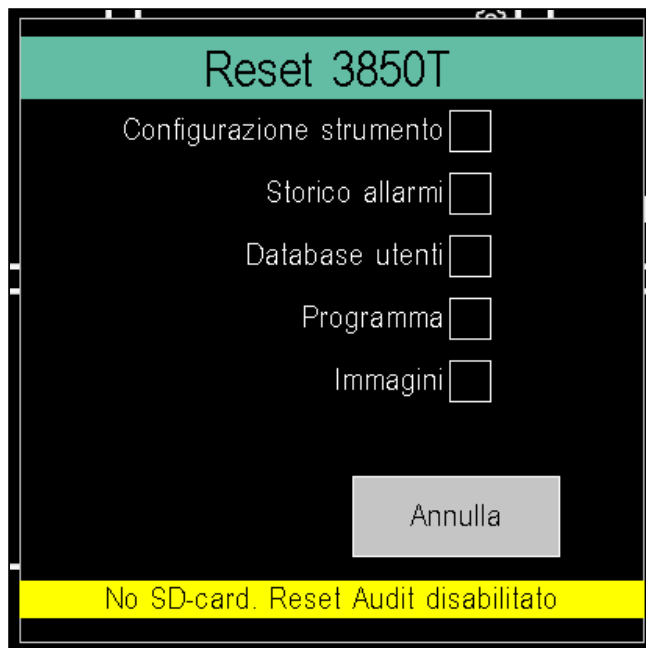 Reset 3850T
Configurazione strumento
Storico allarmi
Database utenti
Programma
Immagini
Annulla
No SD-card. Reset Audit disabilitato